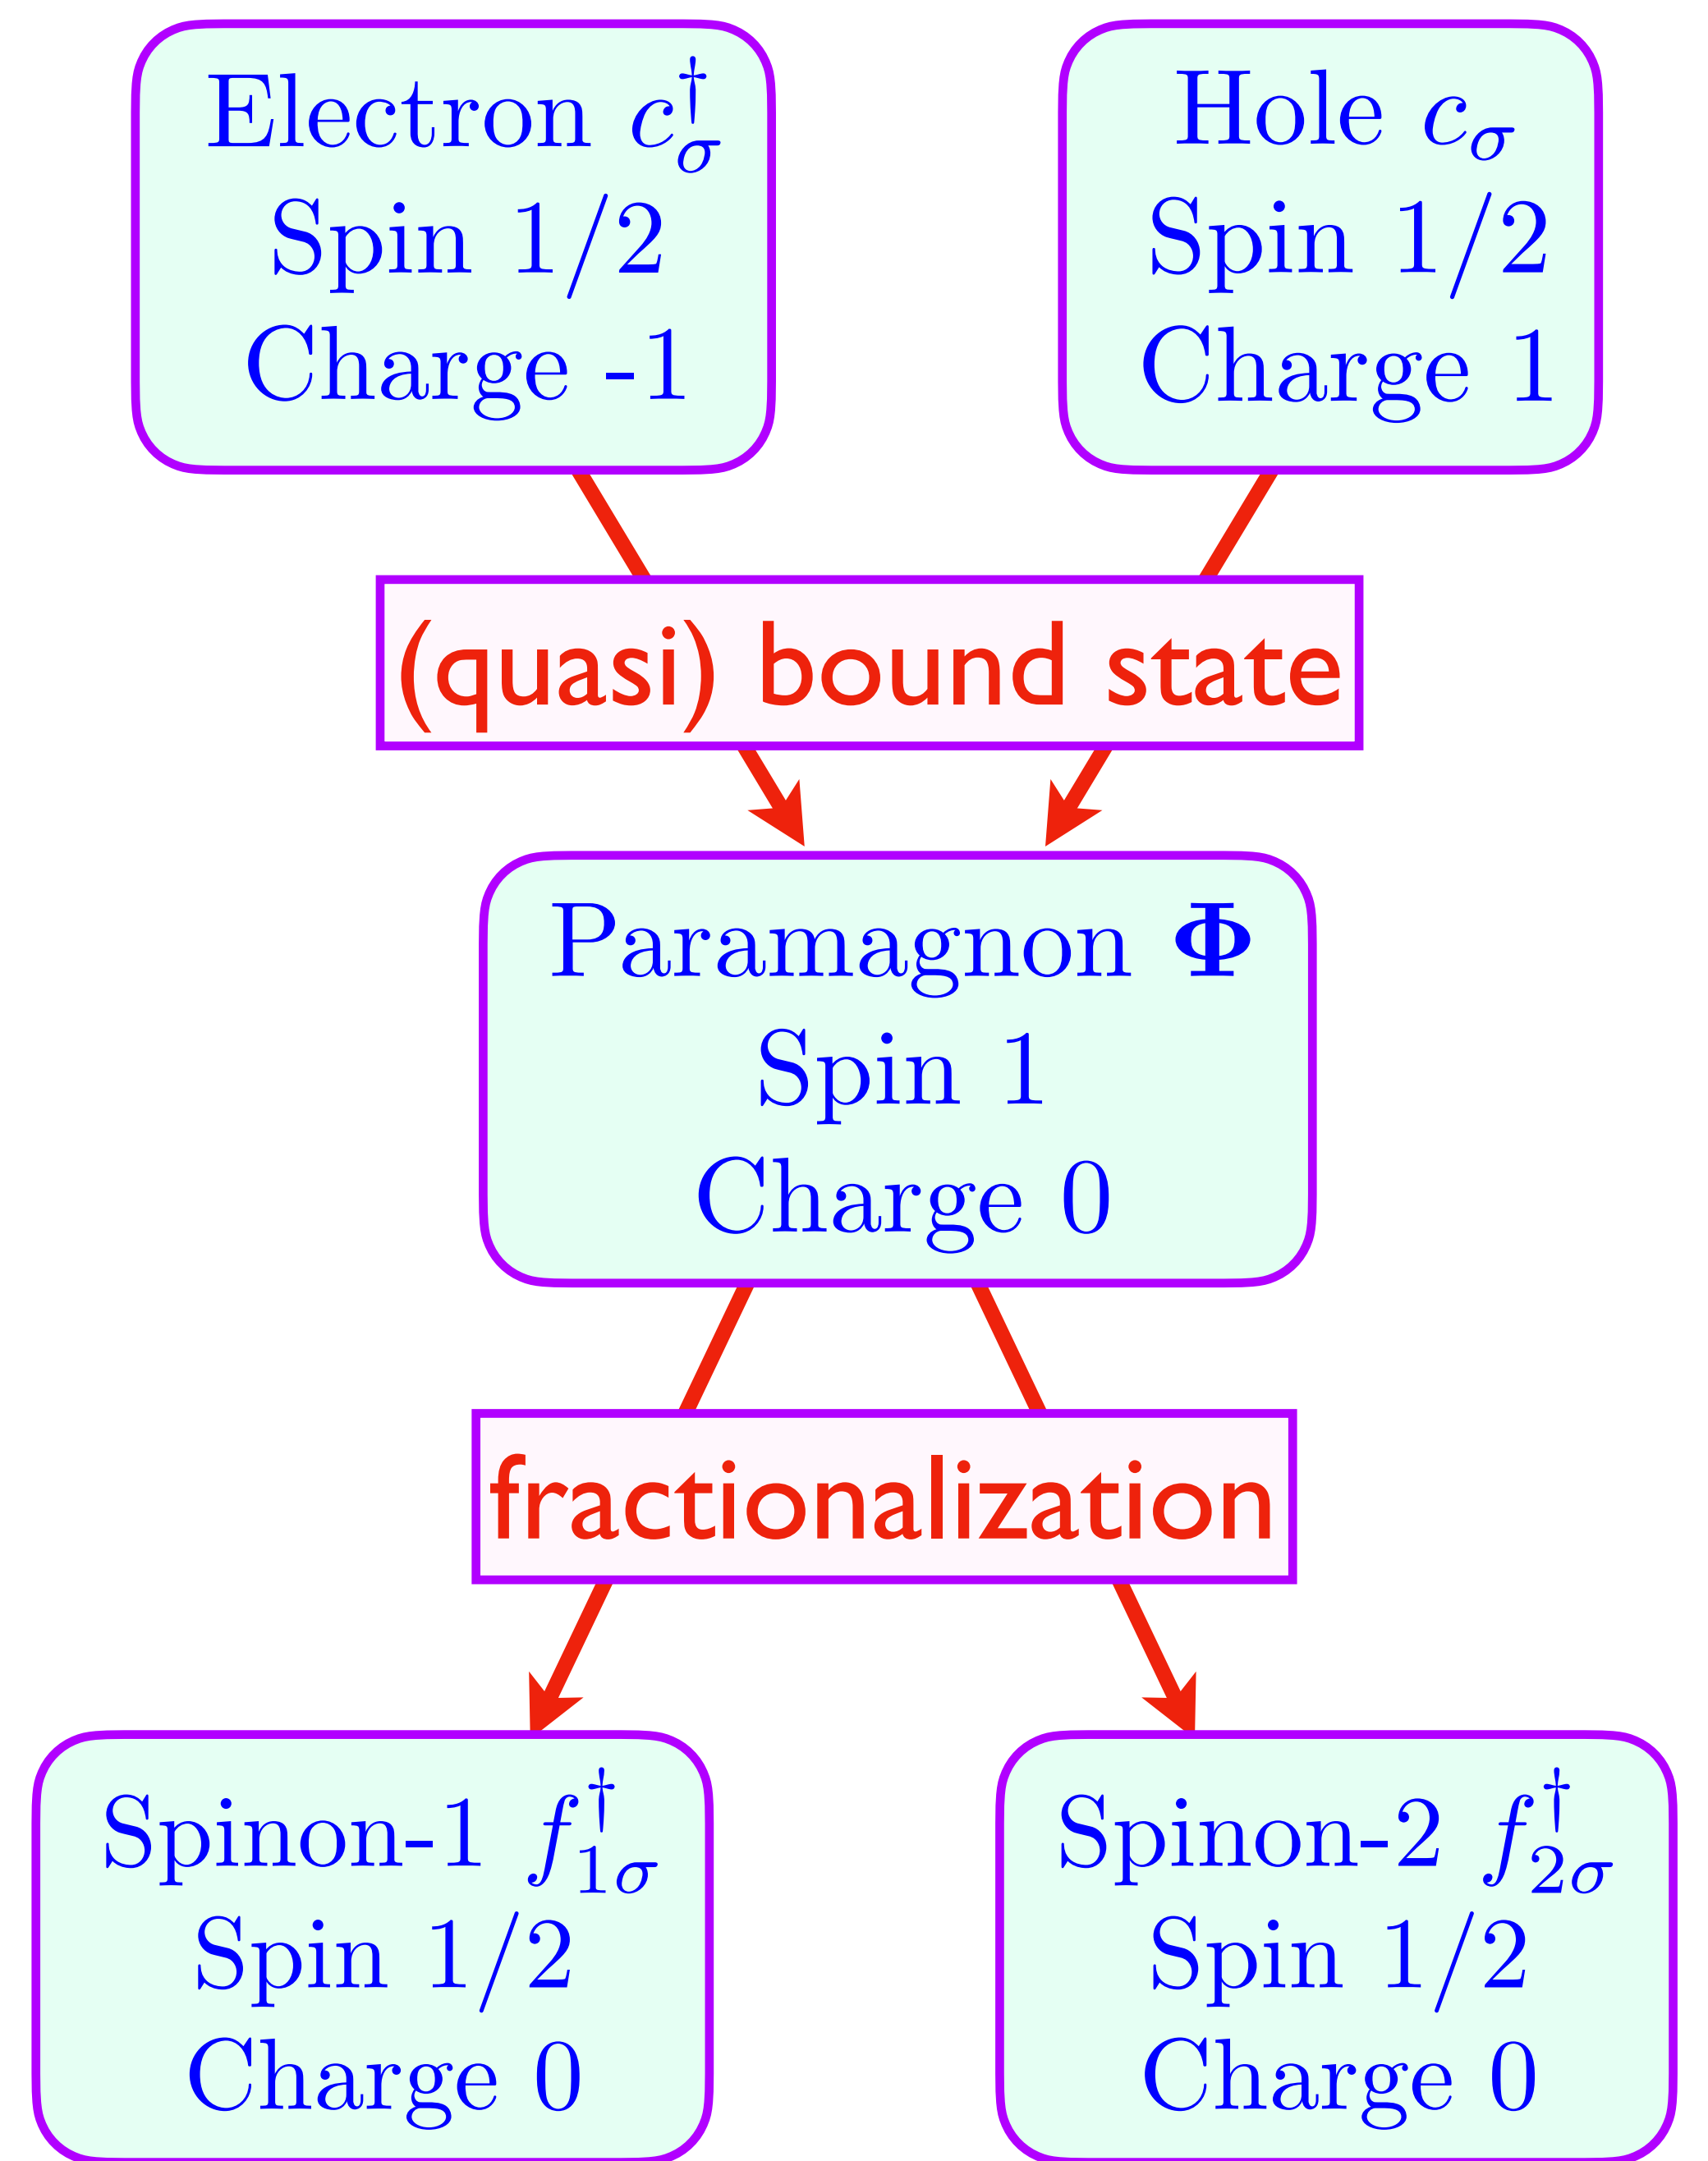 Electron c†σ
Spin 1/2
Charge -1
Hole cσ
Spin 1/2
Charge 1
(quasi) bound state
Paramagnon Φ
Spin 1
Charge 0
fractionalization
Spinon-1 f†1σ
Spin 1/2
Charge 0
Spinon-2 f†2σ
Spin 1/2
Charge 0